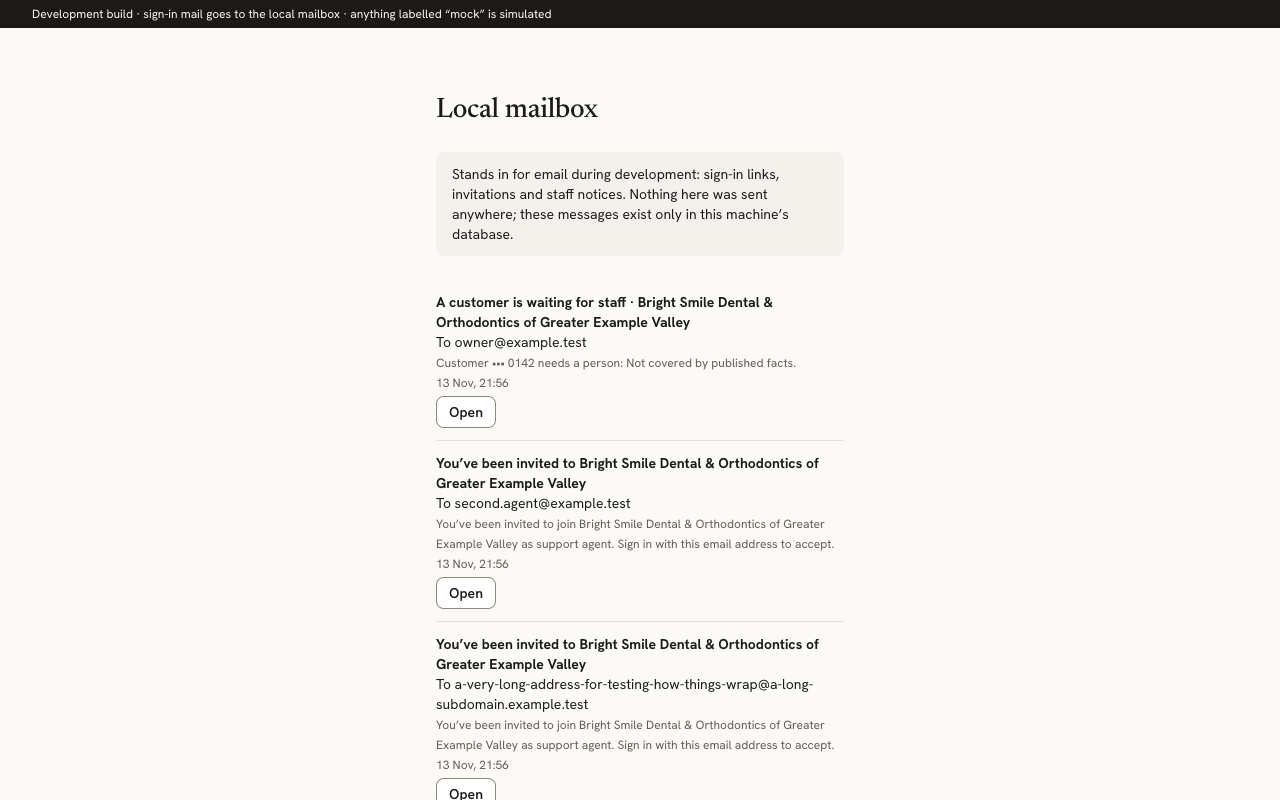 Development build · sign-in mail goes to the local mailbox · anything labelled “mock” is simulated
Local mailbox
Stands in for email during development: sign-in links,
invitations and staff notices. Nothing here was sent
anywhere; these messages exist only in this machine’s
database.
A customer is waiting for staff · Bright Smile Dental &
Orthodontics of Greater Example Valley
To owner@example.test
Customer ••• 0142 needs a person: Not covered by published facts.
13 Nov, 21:56
Open
You’ve been invited to Bright Smile Dental & Orthodontics of
Greater Example Valley
To second.agent@example.test
You’ve been invited to join Bright Smile Dental & Orthodontics of Greater
Example Valley as support agent. Sign in with this email address to accept.
13 Nov, 21:56
Open
You’ve been invited to Bright Smile Dental & Orthodontics of
Greater Example Valley
To a-very-long-address-for-testing-how-things-wrap@a-long-
subdomain.example.test
You’ve been invited to join Bright Smile Dental & Orthodontics of Greater
Example Valley as support agent. Sign in with this email address to accept.
13 Nov, 21:56
Open